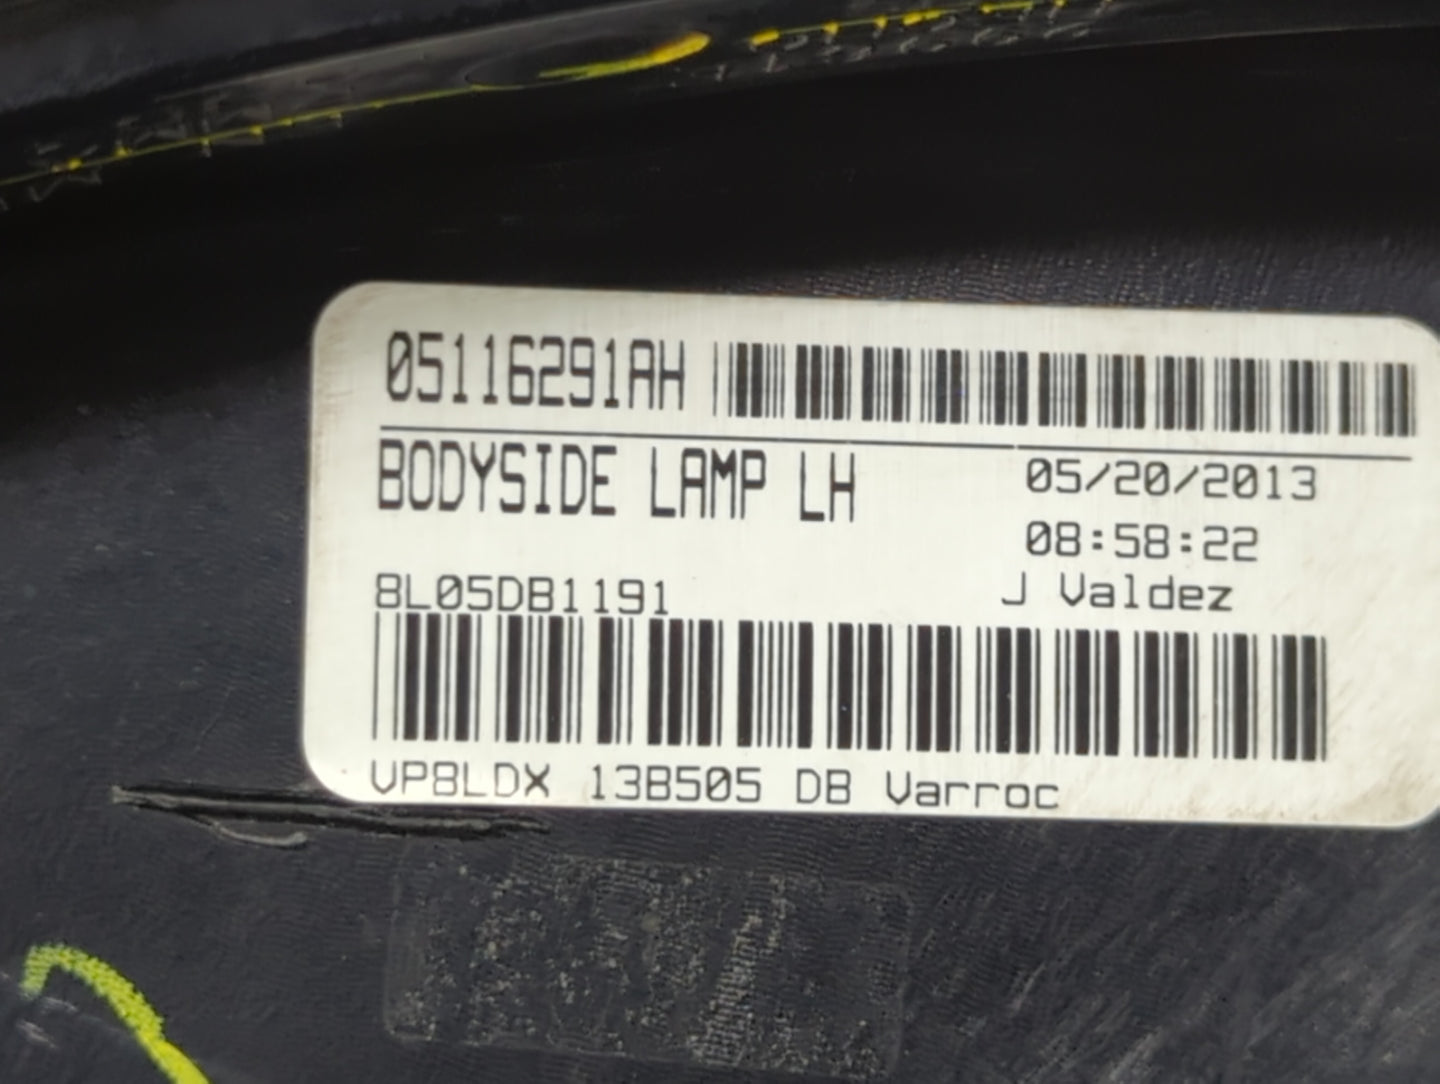 05116291AH
BODYSIDE LAMP LH
05/20/2013
08:58:22
8L05DB1191
J Valdez
VP8LDX 13B505 DB Varroc